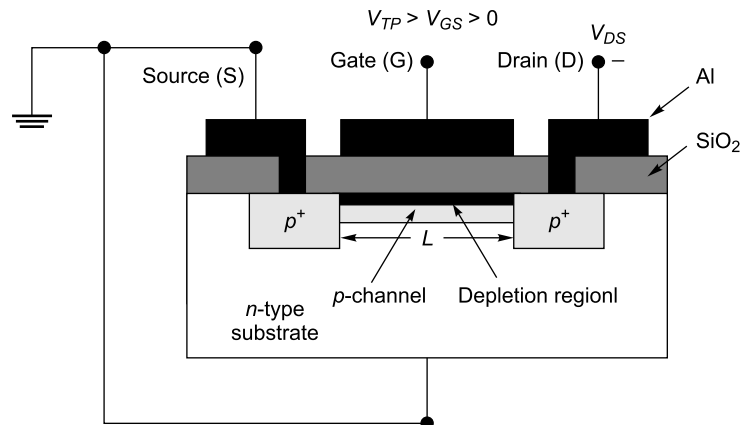 V_TP > V_GS > 0
V_DS
Source (S)
Gate (G)
Drain (D)
–
Al
SiO₂
p⁺
p⁺
L
p-channel
Depletion regionl
n-type
substrate